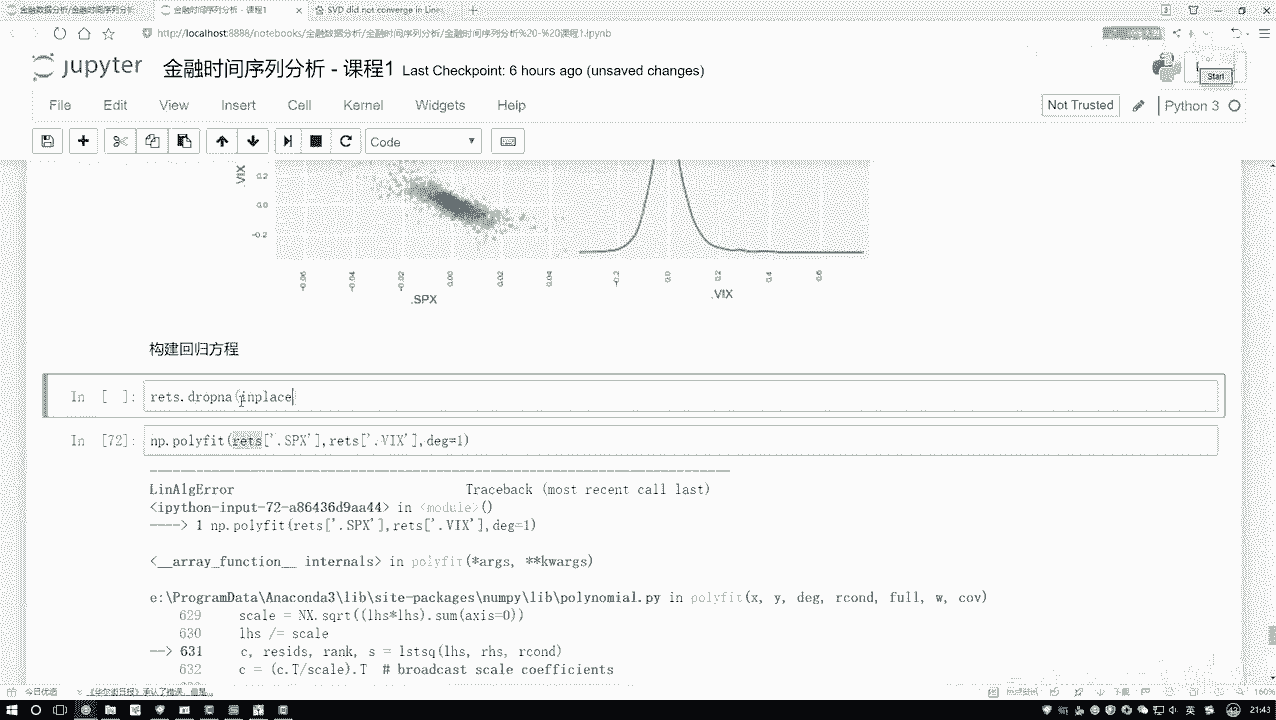 金融数据分析/金融时间序列分析
金融时间序列分析 - 课程1
SVD did not converge in Linea
http://localhost:8888/notebooks/金融数据分析/金融时间序列分析/金融时间序列分析%20-%20课程1.ipynb
jupyter 金融时间序列分析 - 课程1 Last Checkpoint: 6 hours ago (unsaved changes)
Start
File Edit View Insert Cell Kernel Widgets Help
Not Trusted Python 3
Code
.VIX
0.2
0.0
-0.2
-0.06 -0.04 -0.02 0.00 0.02 0.04
-0.2 0.0 0.2 0.4 0.6
.SPX
.VIX
构建回归方程
In [ ]: rets.dropna(inplace
In [72]: np.polyfit(rets['.SPX'],rets['.VIX'],deg=1)
LinAlgError Traceback (most recent call last)
<ipython-input-72-a86436d9aa44> in <module>()
----> 1 np.polyfit(rets['.SPX'],rets['.VIX'],deg=1)
<__array_function__ internals> in polyfit(*args, **kwargs)
e:\ProgramData\Anaconda3\lib\site-packages\numpy\lib\polynomial.py in polyfit(x, y, deg, rcond, full, w, cov)
629 scale = NX.sqrt((lhs*lhs).sum(axis=0))
630 lhs /= scale
--> 631 c, resids, rank, s = lstsq(lhs, rhs, rcond)
632 c = (c.T/scale).T # broadcast scale coefficients
今日优选
下载
160%
英
21:43